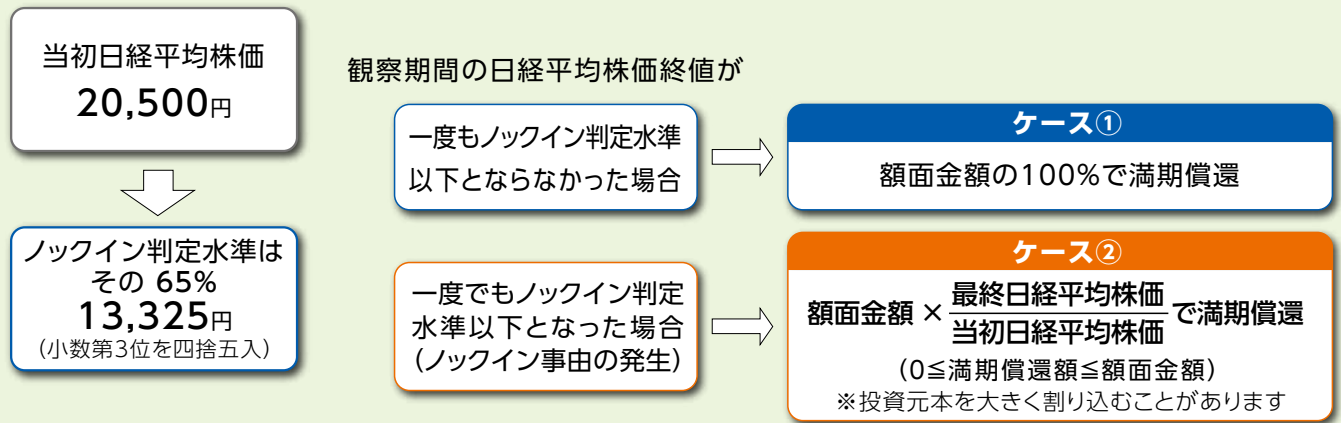 当初日経平均株価
20,500円
ノックイン判定水準は
その 65%
13,325円
(小数第3位を四捨五入)
観察期間の日経平均株価終値が
一度もノックイン判定水準
以下とならなかった場合
ケース①
額面金額の100%で満期償還
一度でもノックイン判定
水準以下となった場合
(ノックイン事由の発生)
ケース②
額面金額 × 最終日経平均株価 で満期償還
当初日経平均株価
(0≦満期償還額≦額面金額)
※投資元本を大きく割り込むことがあります